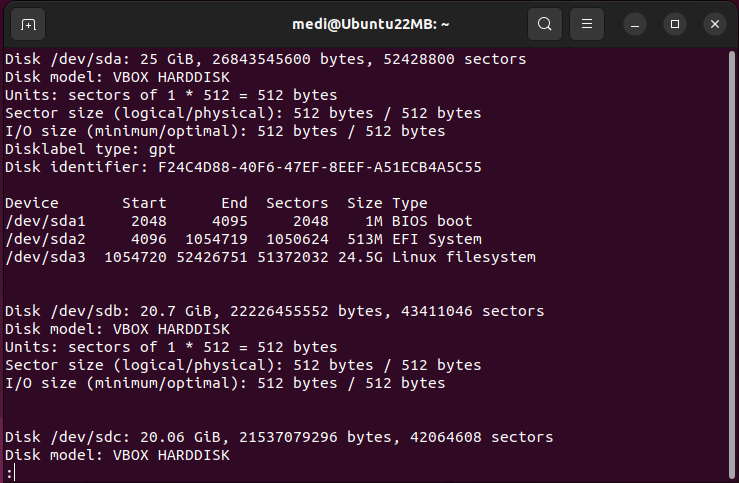 medi@Ubuntu22MB: ~
Disk /dev/sda: 25 GiB, 26843545600 bytes, 52428800 sectors
Disk model: VBOX HARDDISK
Units: sectors of 1 * 512 = 512 bytes
Sector size (logical/physical): 512 bytes / 512 bytes
I/O size (minimum/optimal): 512 bytes / 512 bytes
Disklabel type: gpt
Disk identifier: F24C4D88-40F6-47EF-8EEF-A51ECB4A5C55
Device       Start      End  Sectors  Size Type
/dev/sda1     2048     4095     2048    1M BIOS boot
/dev/sda2     4096  1054719  1050624  513M EFI System
/dev/sda3  1054720 52426751 51372032 24.5G Linux filesystem
Disk /dev/sdb: 20.7 GiB, 22226455552 bytes, 43411046 sectors
Disk model: VBOX HARDDISK
Units: sectors of 1 * 512 = 512 bytes
Sector size (logical/physical): 512 bytes / 512 bytes
I/O size (minimum/optimal): 512 bytes / 512 bytes
Disk /dev/sdc: 20.06 GiB, 21537079296 bytes, 42064608 sectors
Disk model: VBOX HARDDISK
: